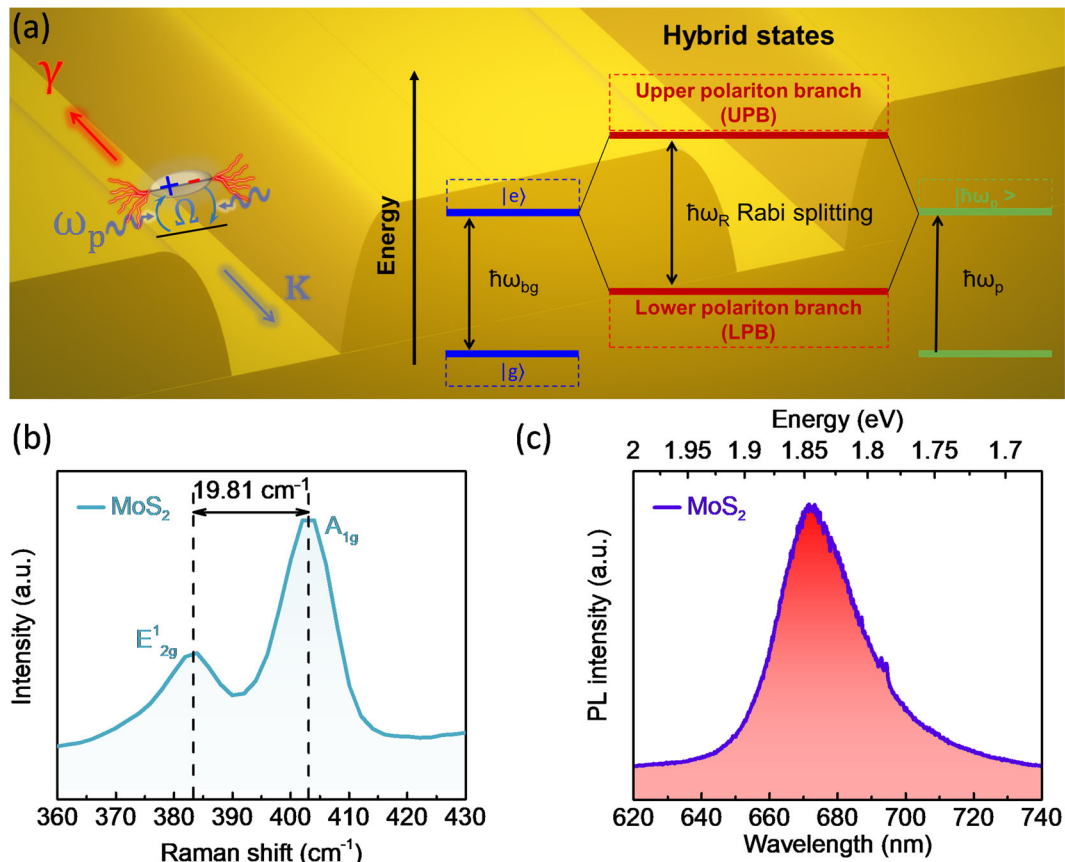 (a)
Hybrid states
γ
+ -
ω_p
Ω
κ
Energy
Upper polariton branch
(UPB)
|e⟩
ħω_bg
|g⟩
ħω_R Rabi splitting
Lower polariton branch
(LPB)
|ħω_p >
ħω_p
(b)
19.81 cm⁻¹
MoS₂
A₁g
E¹₂g
Intensity (a.u.)
360 370 380 390 400 410 420 430
Raman shift (cm⁻¹)
(c)
Energy (eV)
2 1.95 1.9 1.85 1.8 1.75 1.7
MoS₂
PL intensity (a.u.)
620 640 660 680 700 720 740
Wavelength (nm)